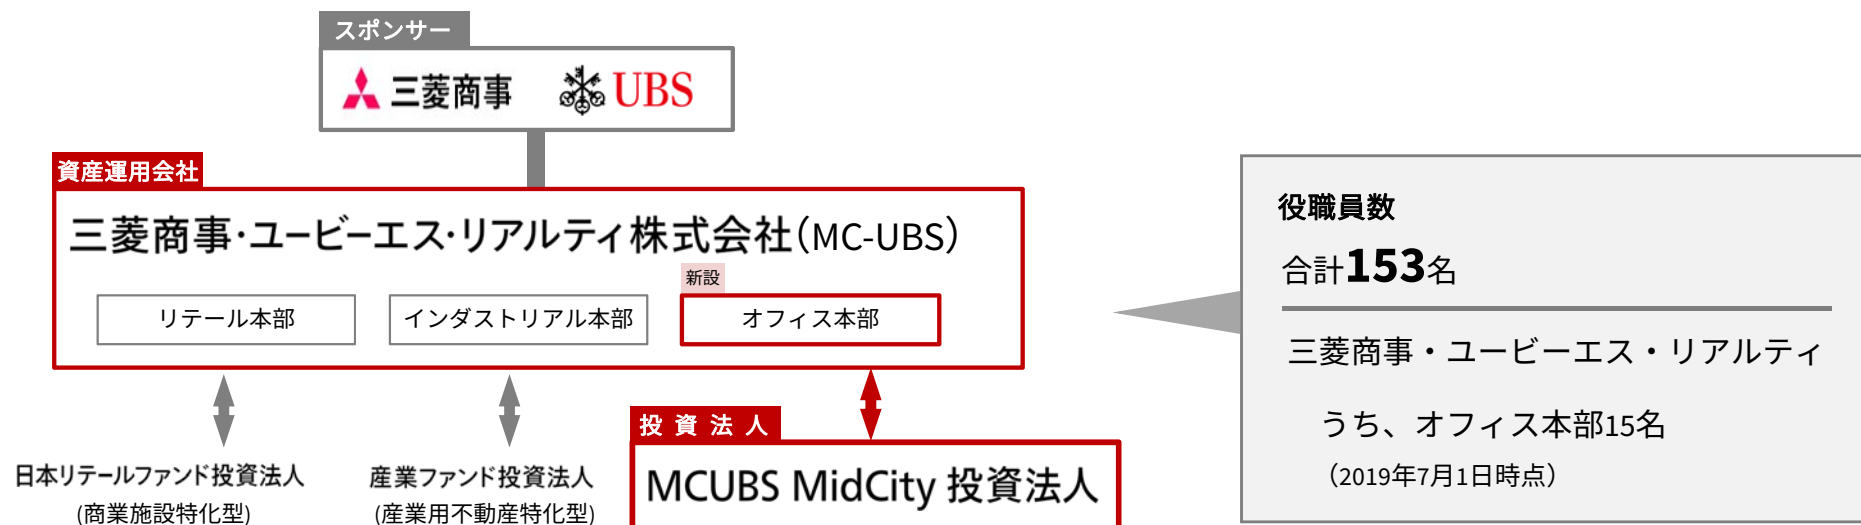 スポンサー
三菱商事 UBS
資産運用会社
三菱商事・ユービーエス・リアルティ株式会社(MC-UBS)
新設
リテール本部 インダストリアル本部 オフィス本部
日本リテールファンド投資法人
(商業施設特化型)
産業ファンド投資法人
(産業用不動産特化型)
投資法人
MCUBS MidCity 投資法人
役職員数
合計153名
三菱商事・ユービーエス・リアルティ
うち、オフィス本部15名
(2019年7月1日時点)